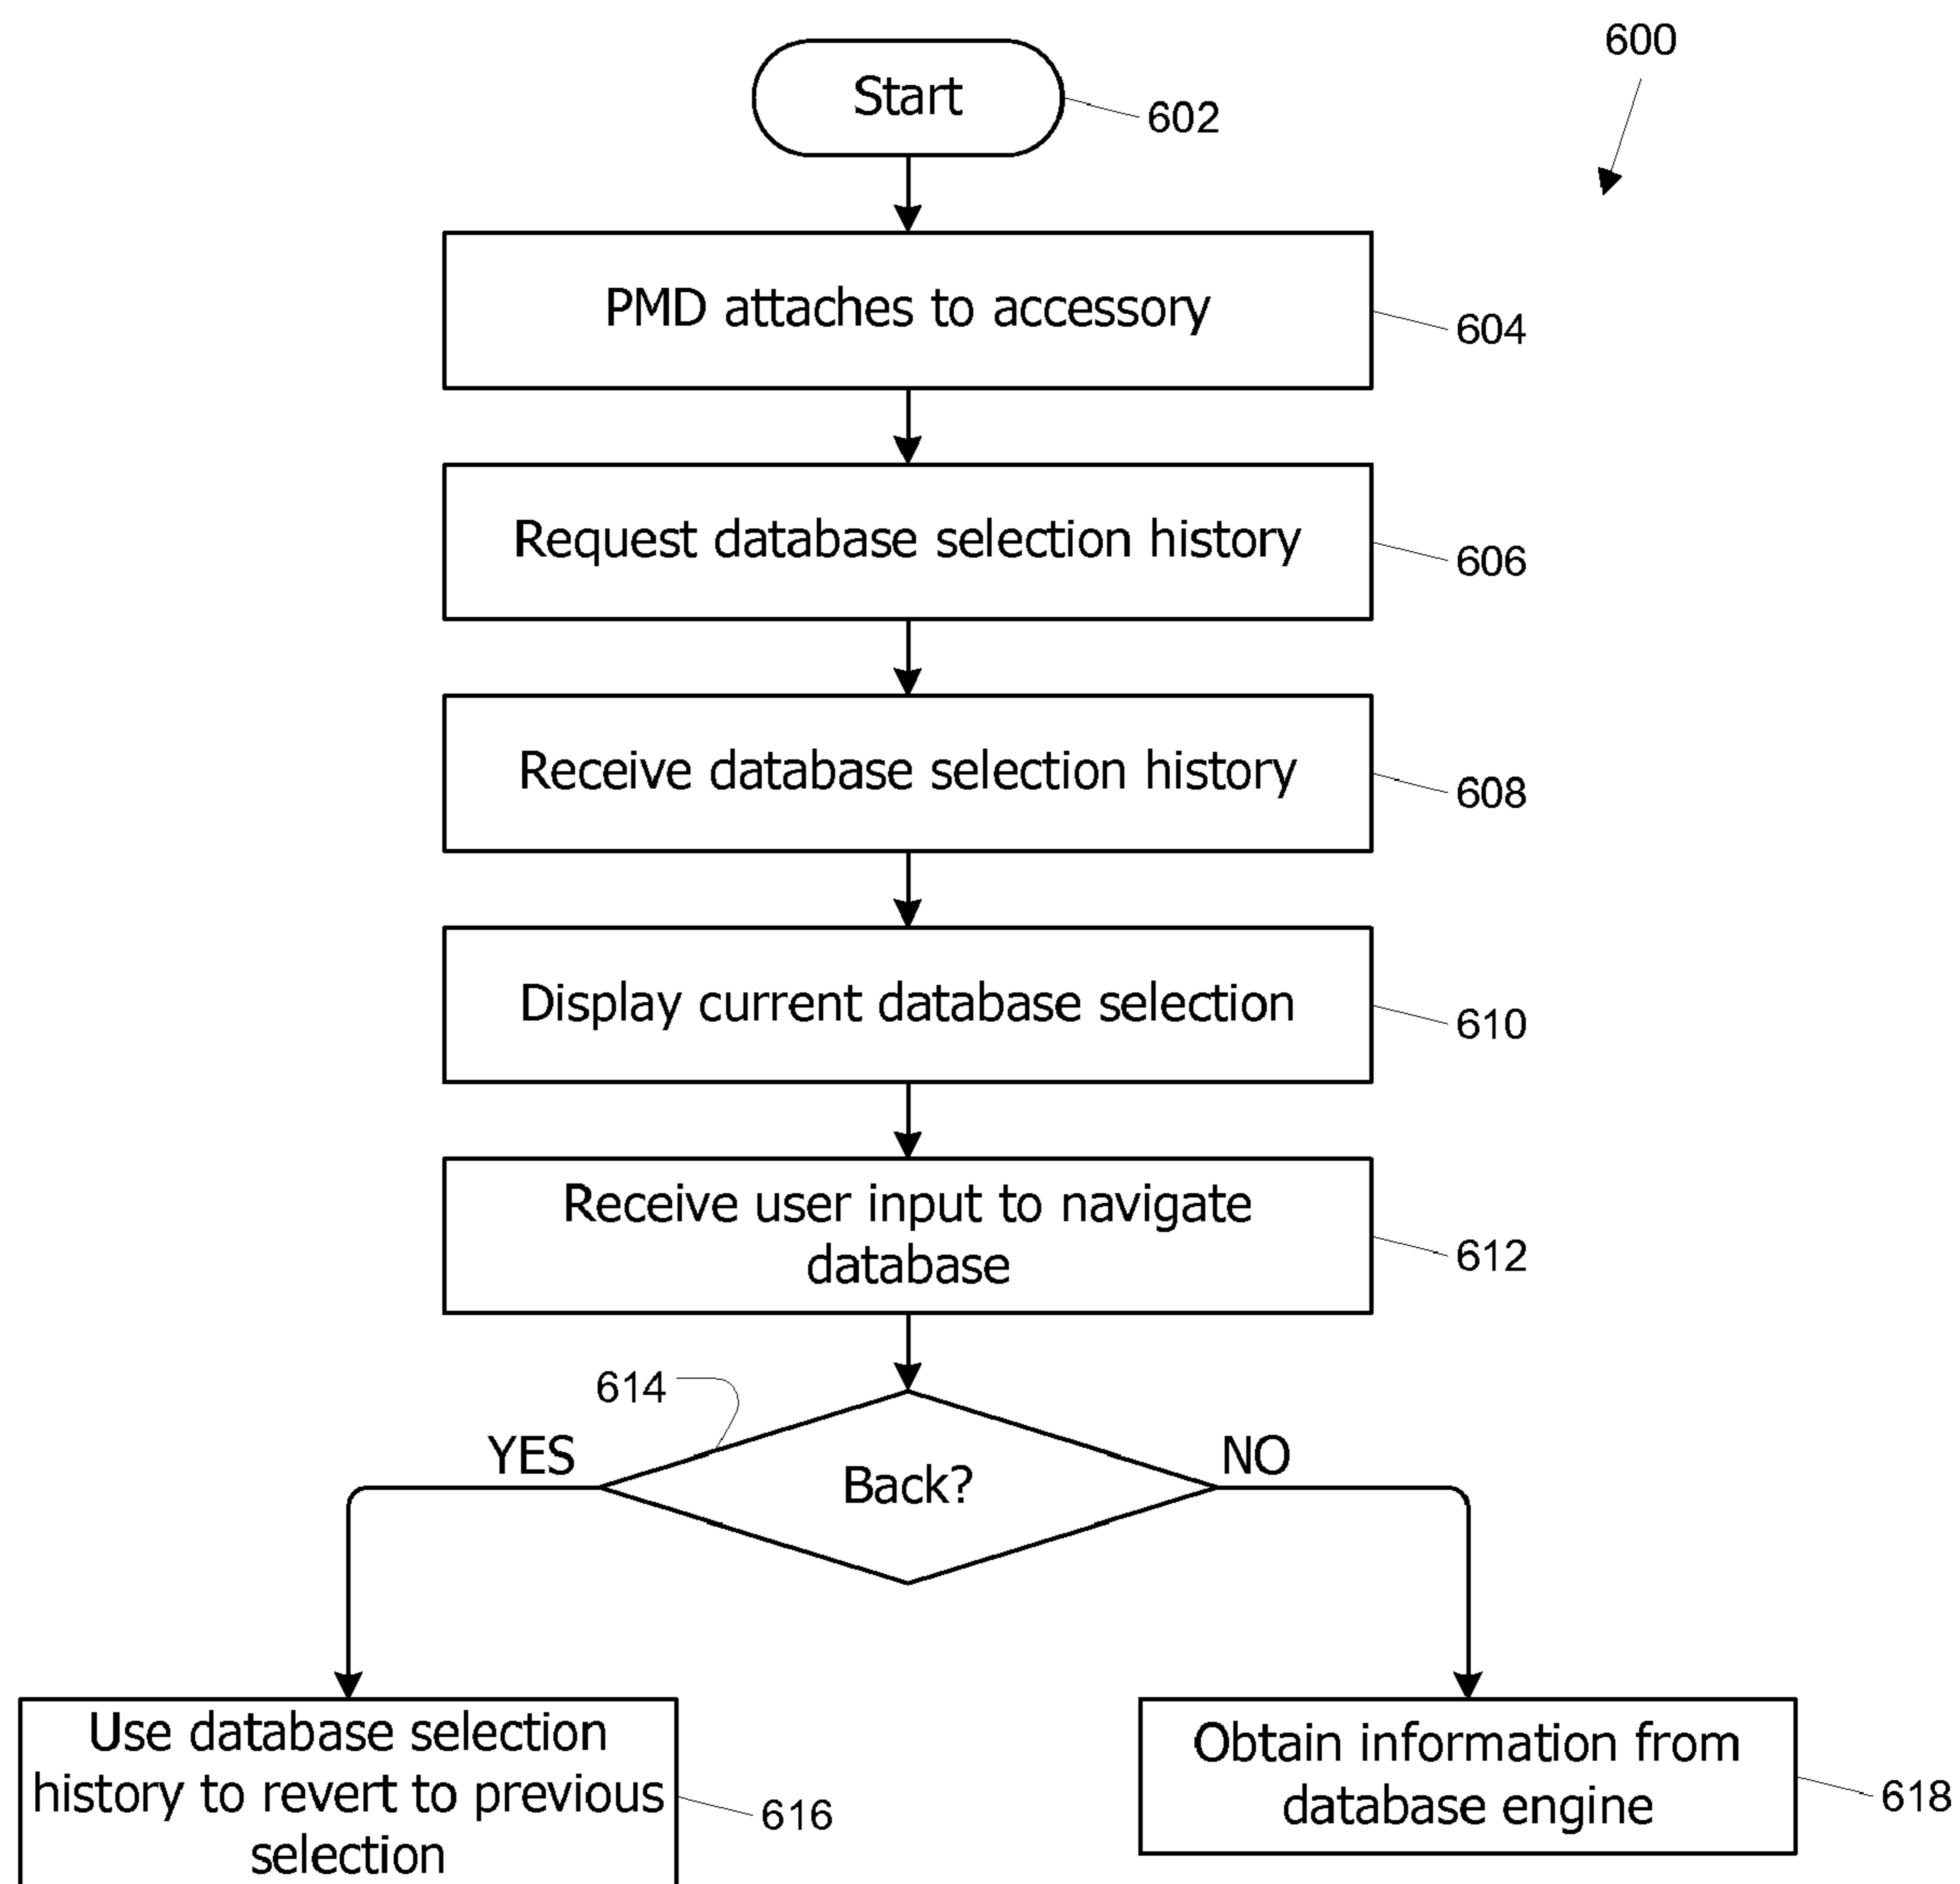 600
Start
602
PMD attaches to accessory
604
Request database selection history
606
Receive database selection history
608
Display current database selection
610
Receive user input to navigate
database
612
614
YES
Back?
NO
Use database selection
history to revert to previous
selection
616
Obtain information from
database engine
618